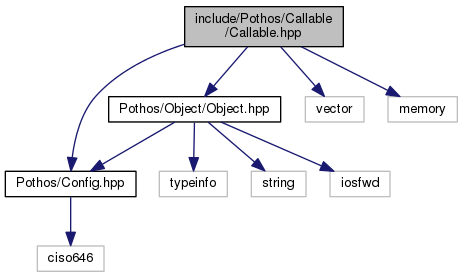 include/Pothos/Callable
/Callable.hpp
Pothos/Object/Object.hpp
vector
memory
Pothos/Config.hpp
typeinfo
string
iosfwd
ciso646